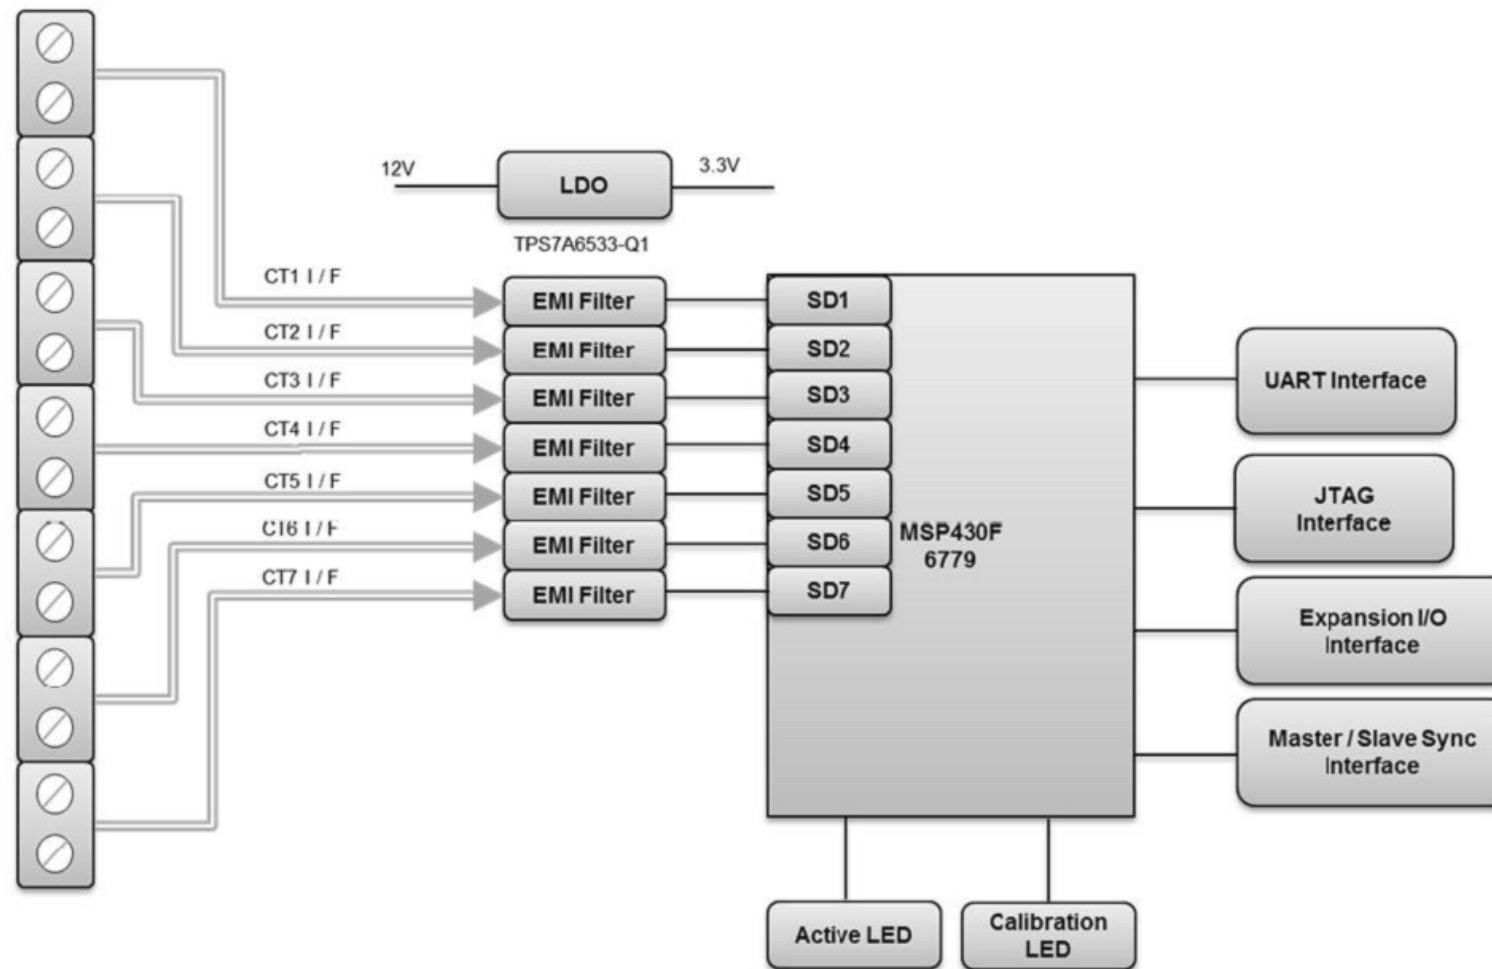 12V
LDO
3.3V
TPS7A6533-Q1
CT1 I / F
EMI Filter
SD1
CT2 I / F
EMI Filter
SD2
CT3 I / F
EMI Filter
SD3
CT4 I / F
EMI Filter
SD4
CT5 I / F
EMI Filter
SD5
CT6 I / F
EMI Filter
SD6
CT7 I / F
EMI Filter
SD7
MSP430F
6779
UART Interface
JTAG
Interface
Expansion I/O
Interface
Master / Slave Sync
Interface
Active LED
Calibration
LED